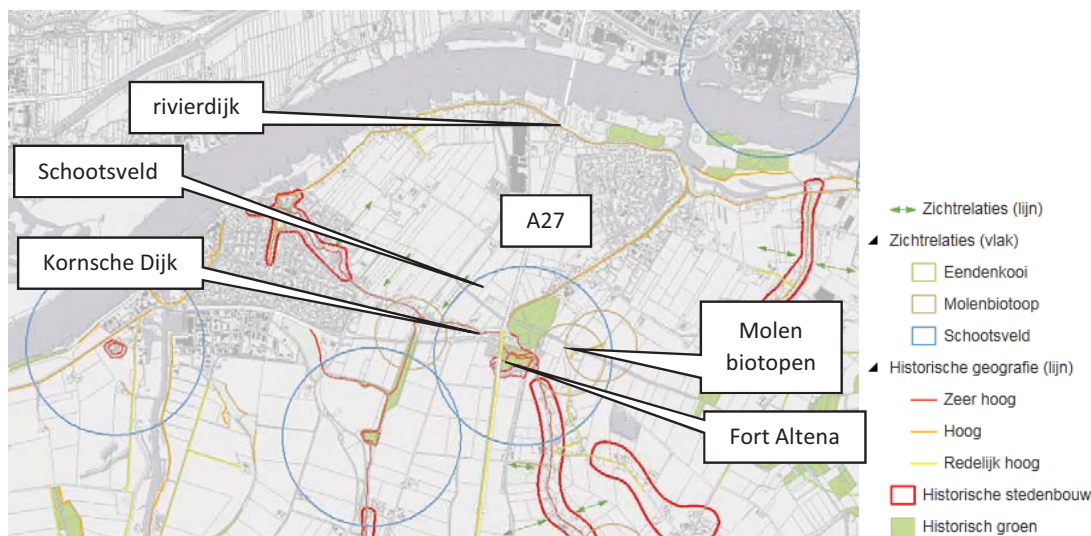 rivierdijk
Schootsveld
A27
Kornsche Dijk
Molen
biotopen
Fort Altena
Zichtrelaties (lijn)
Zichtrelaties (vlak)
Eendenkooi
Molenbiotoop
Schootsveld
Historische geografie (lijn)
Zeer hoog
Hoog
Redelijk hoog
Historische stedenbouw
Historisch groen